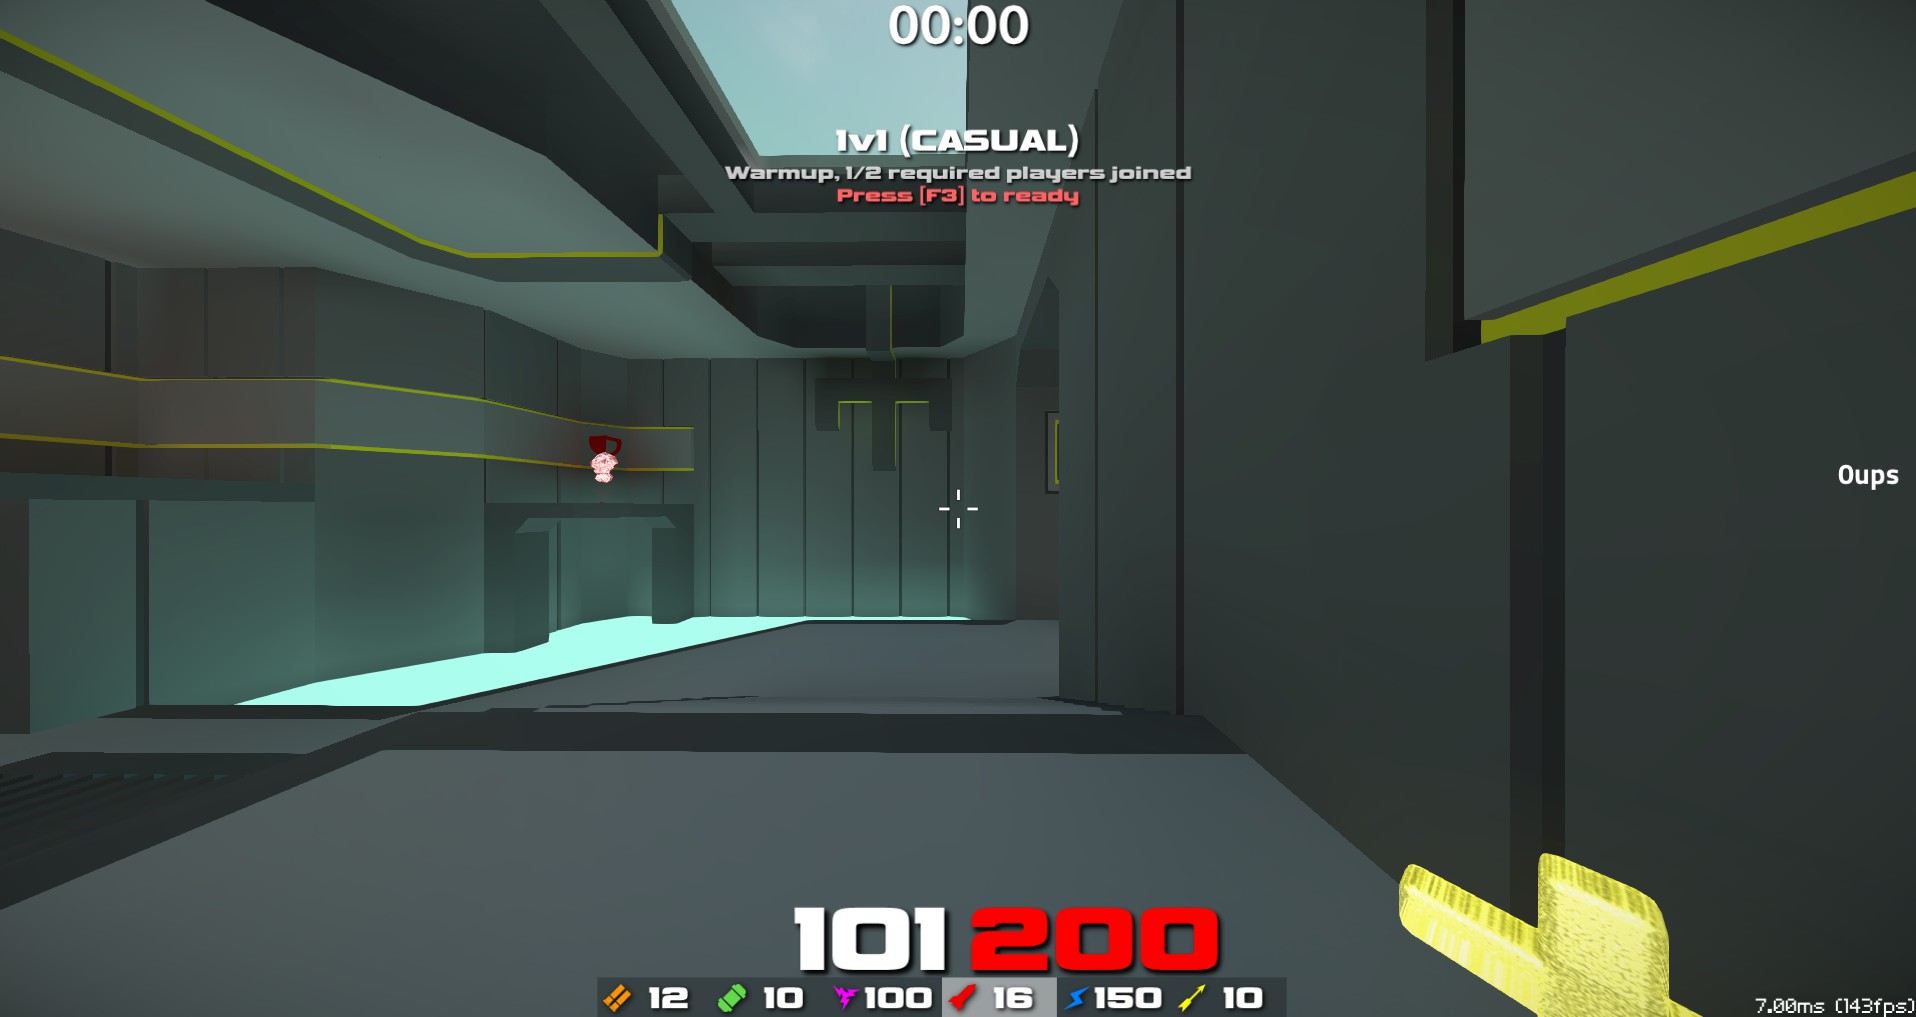 00:00
1v1 (CASUAL)
Warmup, 1/2 required players joined
Press [F3] to ready
Oups
101 200
12 10 100 16 150 10
7.00ms (143fps)